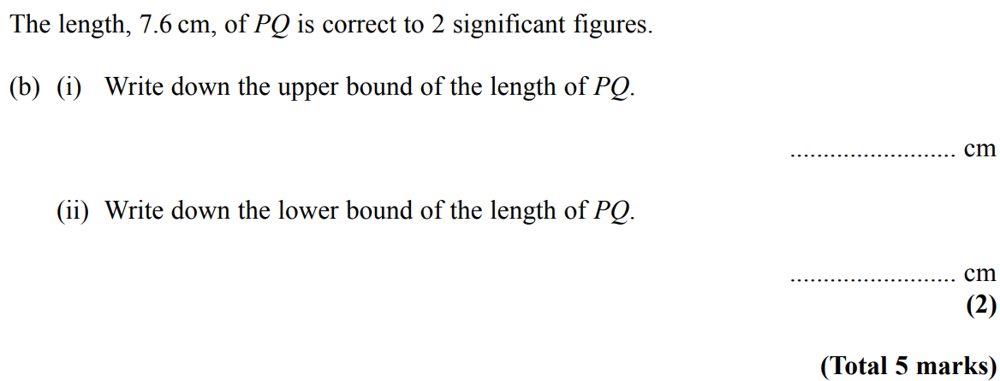 The length, 7.6 cm, of PQ is correct to 2 significant figures.
(b) (i) Write down the upper bound of the length of PQ.
......................... cm
(ii) Write down the lower bound of the length of PQ.
......................... cm
(2)
(Total 5 marks)